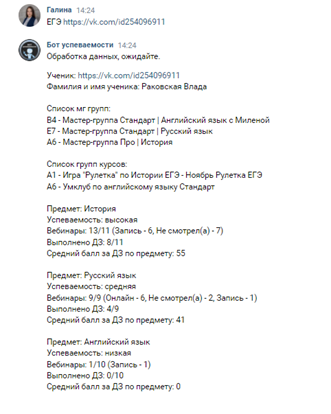 Галина 14:24
ЕГЭ https://vk.com/id254096911
Бот успеваемости 14:24
Обработка данных, ожидайте.
Ученик: https://vk.com/id254096911
Фамилия и имя ученика: Раковская Влада
Список мг групп:
B4 - Мастер-группа Стандарт | Английский язык с Миленой
E7 - Мастер-группа Стандарт | Русский язык
A6 - Мастер-группа Про | История
Список групп курсов:
A1 - Игра "Рулетка" по Истории ЕГЭ - Ноябрь Рулетка ЕГЭ
A6 - Умклуб по английскому языку Стандарт
Предмет: История
Успеваемость: высокая
Вебинары: 13/11 (Запись - 6, Не смотрел(а) - 7)
Выполнено ДЗ: 8/11
Средний балл за ДЗ по предмету: 55
Предмет: Русский язык
Успеваемость: средняя
Вебинары: 9/9 (Онлайн - 6, Не смотрел(а) - 2, Запись - 1)
Выполнено ДЗ: 4/9
Средний балл за ДЗ по предмету: 41
Предмет: Английский язык
Успеваемость: низкая
Вебинары: 1/10 (Запись - 1)
Выполнено ДЗ: 0/10
Средний балл за ДЗ по предмету: 0